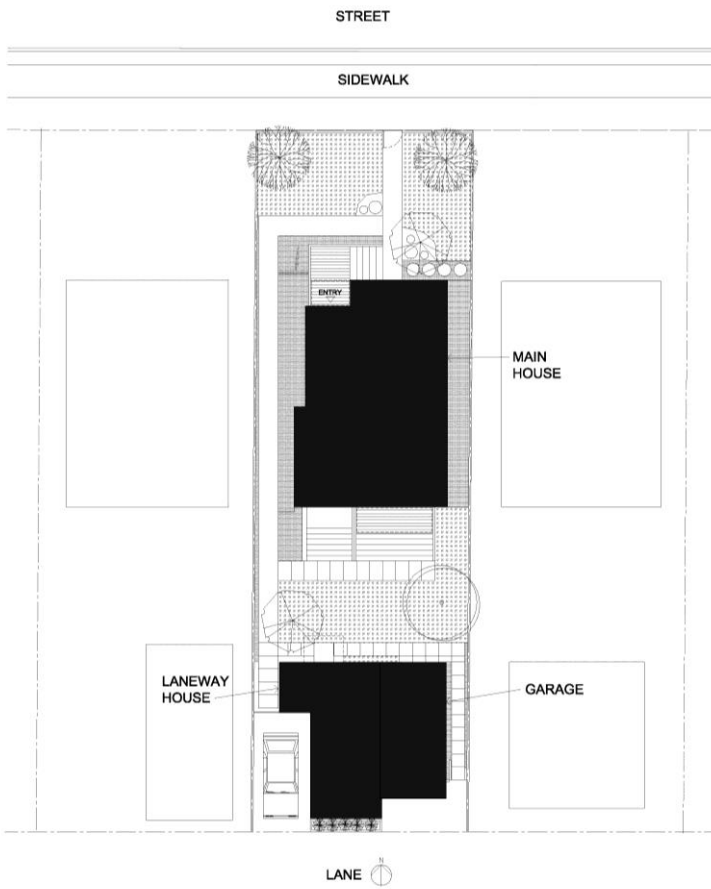 STREET
SIDEWALK
ENTRY
MAIN
HOUSE
LANEWAY
HOUSE
GARAGE
LANE
N